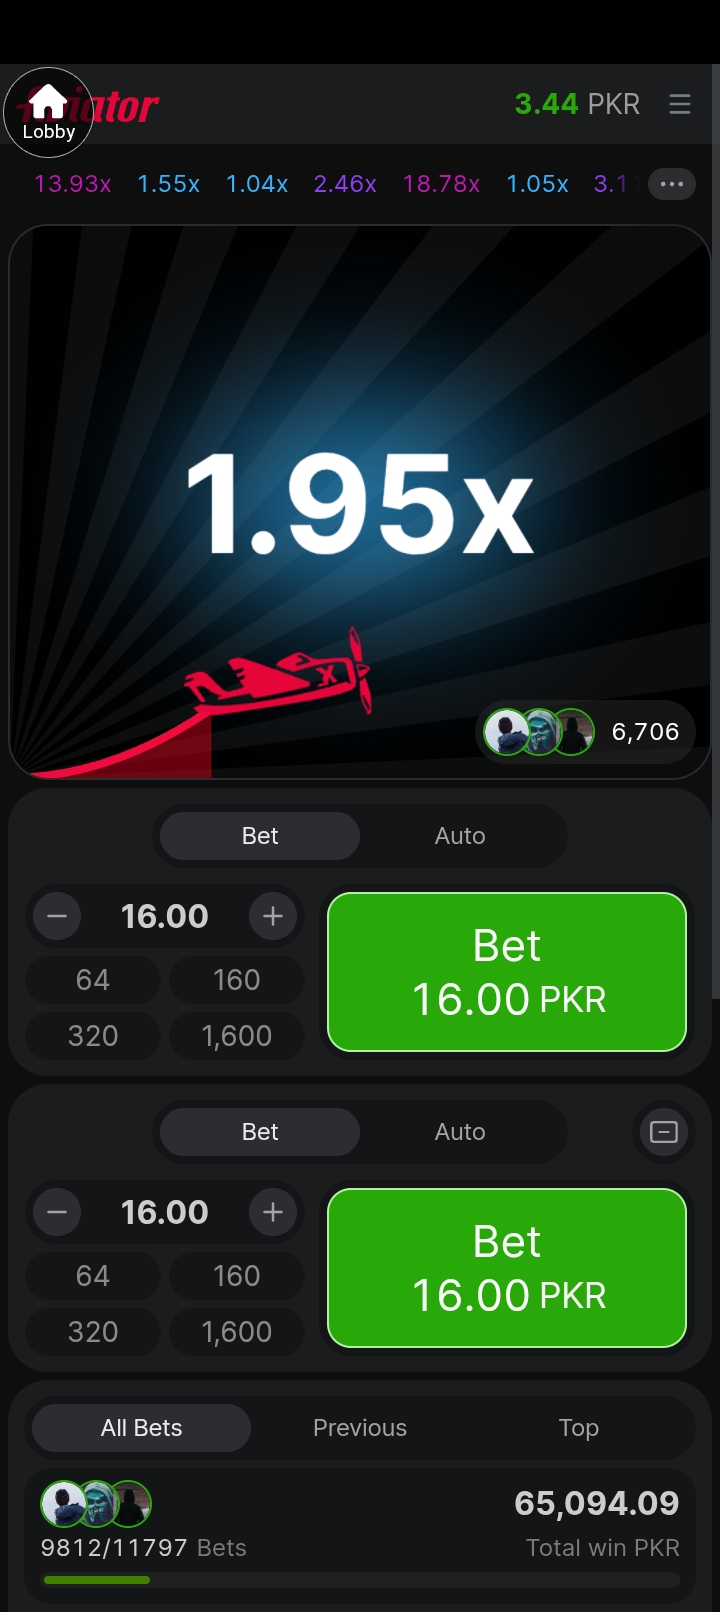 Aviator
Lobby
3.44 PKR
13.93x 1.55x 1.04x 2.46x 18.78x 1.05x 3.11
1.95x
X
6,706
Bet Auto
16.00
64 160
320 1,600
Bet
16.00 PKR
Bet Auto
16.00
64 160
320 1,600
Bet
16.00 PKR
All Bets Previous Top
65,094.09
9812/11797 Bets Total win PKR